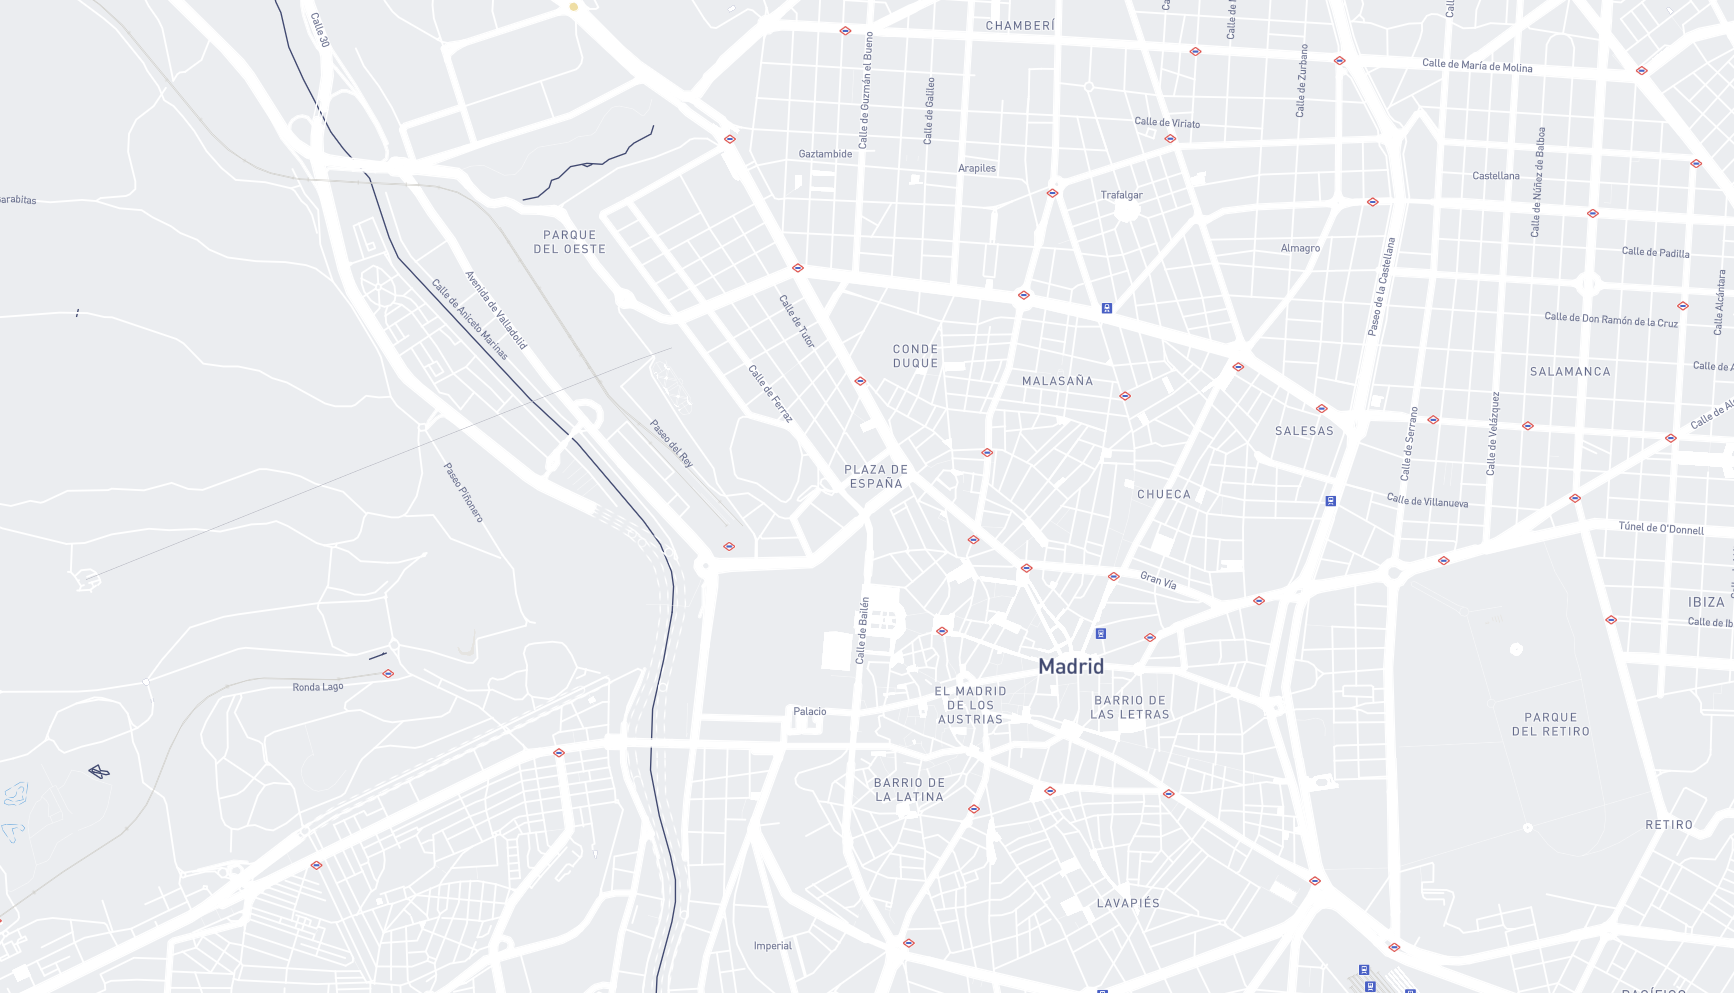 Calle 30
CHAMBERÍ
Calle de Guzmán el Bueno
Calle de Galileo
Calle de Zurbano
Calle de María de Molina
Calle de Viriato
Gaztambide
Arapiles
Castellana
Calle de Núñez de Balboa
Trafalgar
PARQUE
DEL OESTE
Almagro
Calle de Padilla
Paseo de la Castellana
Calle Alcántara
Avenida de Valladolid
Calle de Aniceto Marinas
Calle de Tutor
Calle de Don Ramón de la Cruz
CONDE
DUQUE
MALASAÑA
SALAMANCA
Calle de Ferraz
Paseo del Rey
SALESAS
Calle de Serrano
Calle de Velázquez
PLAZA DE
ESPAÑA
Paseo Piñonero
CHUECA
Calle de Villanueva
Túnel de O'Donnell
Gran Vía
Calle de Bailén
IBIZA
Calle de Ib
Madrid
Ronda Lago
EL MADRID
DE LOS
AUSTRIAS
BARRIO DE
LAS LETRAS
Palacio
PARQUE
DEL RETIRO
BARRIO DE
LA LATINA
RETIRO
LAVAPIÉS
Imperial